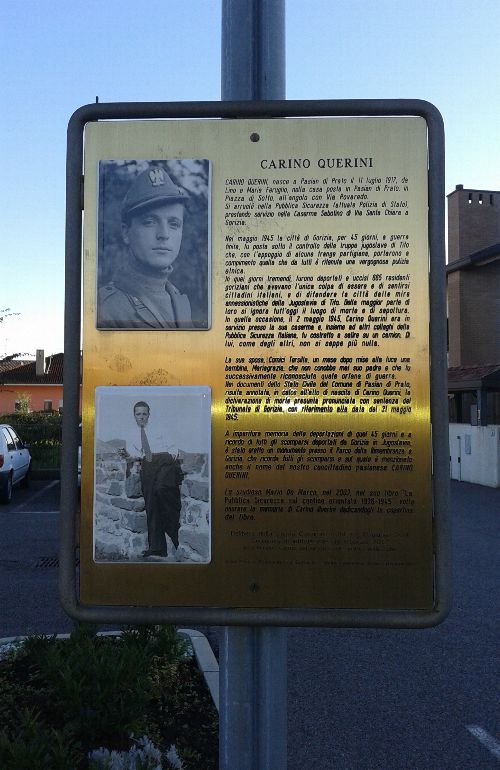 CARINO QUERINI
CARINO QUERINI, nasce a Pasian di Prato il 11 luglio 1917, da
Lino e Maria Faruglio, nella casa posta in Pasian di Prato, in
Piazza di Sotto, all'angolo con Via Roveredo.
Si arruolò nella Pubblica Sicurezza (attuale Polizia di Stato),
prestando servizio nella Caserma Sabotino di Via Santa Chiara a
Gorizia.
Nel maggio 1945 la città di Gorizia, per 45 giorni, a guerra
finita, fu posta sotto il controllo delle truppe jugoslave di Tito
che, con l'appoggio di alcune frange partigiane, portarono a
compimento quella che da tutti è ritenuta una vergognosa pulizia
etnica.
In quei giorni tremendi, furono deportati e uccisi 665 residenti
goriziani che avevano l'unica colpa di essere e di sentirsi
cittadini italiani, e di difendere la città dalle mire
annessionistiche della Jugoslavia di Tito. Della maggior parte di
loro si ignora tutt'oggi il luogo di morte e di sepoltura.
In quella occasione, il 2 maggio 1945, Carino Querini era in
servizio presso la sua caserma e, insieme ad altri colleghi della
Pubblica Sicurezza Italiana, fu costretto a salire su un camion. Di
lui, come degli altri, non si seppe più nulla.
La sua sposa, Comici Tersilla, un mese dopo mise alla luce una
bambina, Mariagrazia, che non conobbe mai suo padre e che fu
successivamente riconosciuta quale orfana di guerra.
Nei documenti dello Stato Civile del Comune di Pasian di Prato,
risulta annotata, in calce all'atto di nascita di Carino Querini, la
dichiarazione di morte presunta pronunciata con sentenza del
Tribunale di Gorizia, con riferimento alla data del 21 maggio
1945.
A imperitura memoria delle deportazioni di quei 45 giorni e a
ricordo di tutti gli scomparsi deportati da Gorizia in Jugoslavia,
è stato eretto un monumento presso il Parco della Rimembranza a
Gorizia che ricorda tutti gli scomparsi e sul quale è menzionato
anche il nome del nostro concittadino pasianese CARINO
QUERINI.
Lo studioso Mario De Marco, nel 2007, nel suo libro "La
Pubblica Sicurezza sul confine orientale 1938-1945" volle
onorare la memoria di Carino Querini dedicandogli la copertina
del libro.